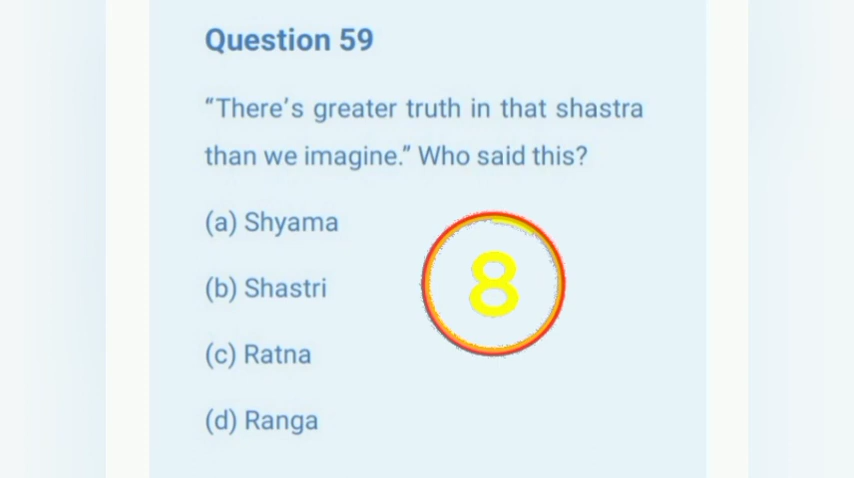 Question 59
“There’s greater truth in that shastra
than we imagine.” Who said this?
(a) Shyama
(b) Shastri
(c) Ratna
(d) Ranga
8